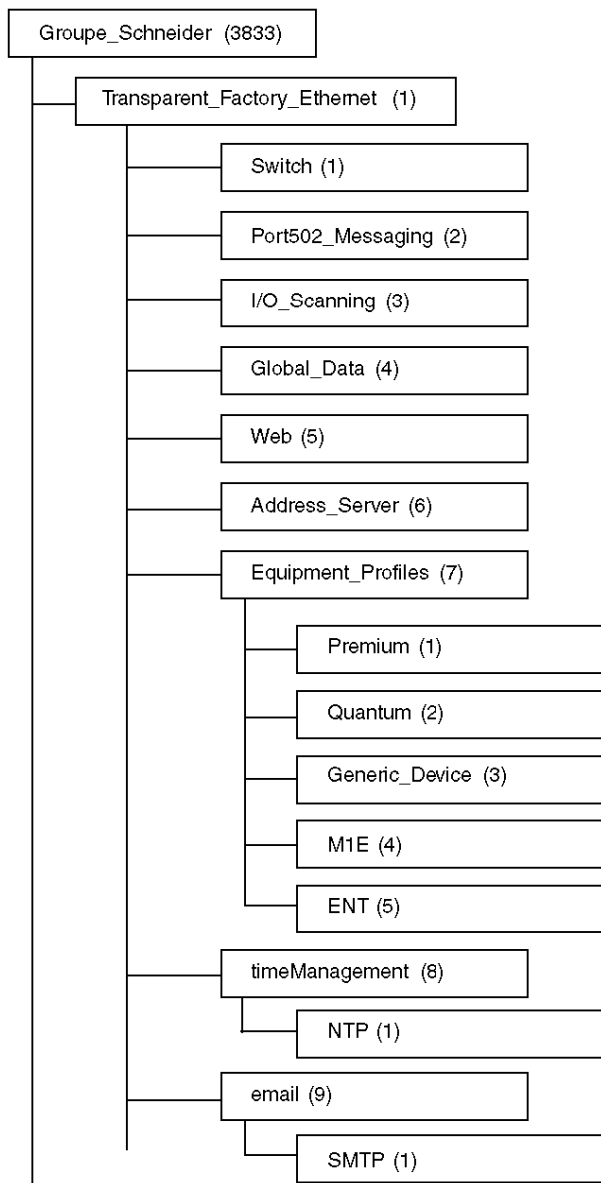 Groupe_Schneider (3833)
Transparent_Factory_Ethernet (1)
Switch (1)
Port502_Messaging (2)
I/O_Scanning (3)
Global_Data (4)
Web (5)
Address_Server (6)
Equipment_Profiles (7)
Premium (1)
Quantum (2)
Generic_Device (3)
M1E (4)
ENT (5)
timeManagement (8)
NTP (1)
email (9)
SMTP (1)